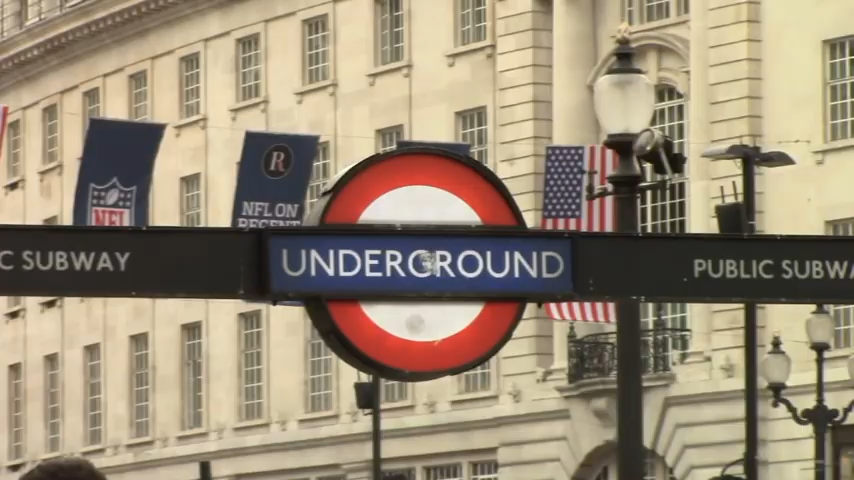 NFL
R
NFL ON
REGENT
C SUBWAY
UNDERGROUND
PUBLIC SUBWA